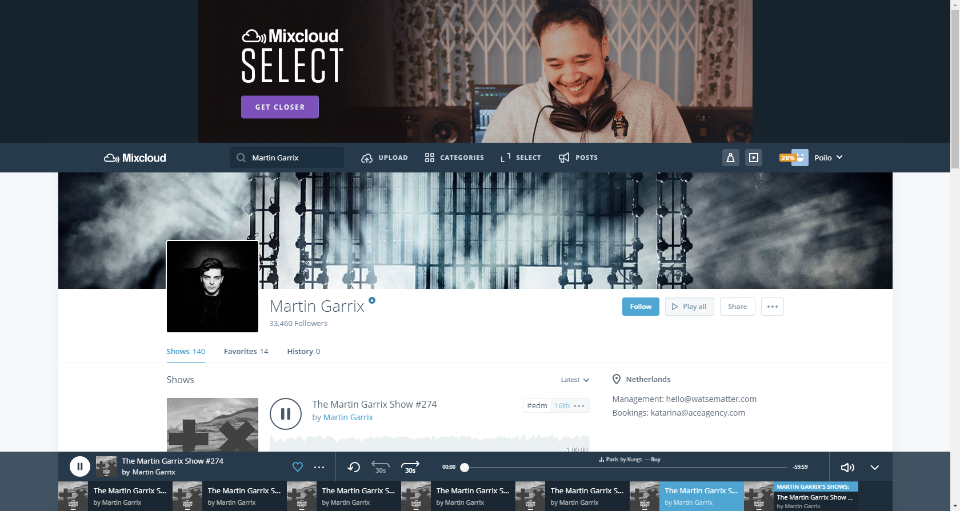 Mixcloud
SELECT
GET CLOSER
Mixcloud
Martin Garrix
UPLOAD
CATEGORIES
SELECT
POSTS
20%
Poilo
Martin Garrix
33,460 Followers
Follow
Play all
Share
Shows 140
Favorites 14
History 0
Shows
Latest
Netherlands
Management: hello@watsematter.com
Bookings: katarina@aceagency.com
The Martin Garrix Show #274
by Martin Garrix
#edm
16th
1:00:00
The Martin Garrix Show #274
by Martin Garrix
30s
30s
00:00
Paris by Kungs — Buy
-59:59
The Martin Garrix S...
by Martin Garrix
The Martin Garrix S...
by Martin Garrix
The Martin Garrix S...
by Martin Garrix
The Martin Garrix S...
by Martin Garrix
The Martin Garrix S...
by Martin Garrix
The Martin Garrix S...
by Martin Garrix
MARTIN GARRIX'S SHOWS:
The Martin Garrix Show ...
by Martin Garrix